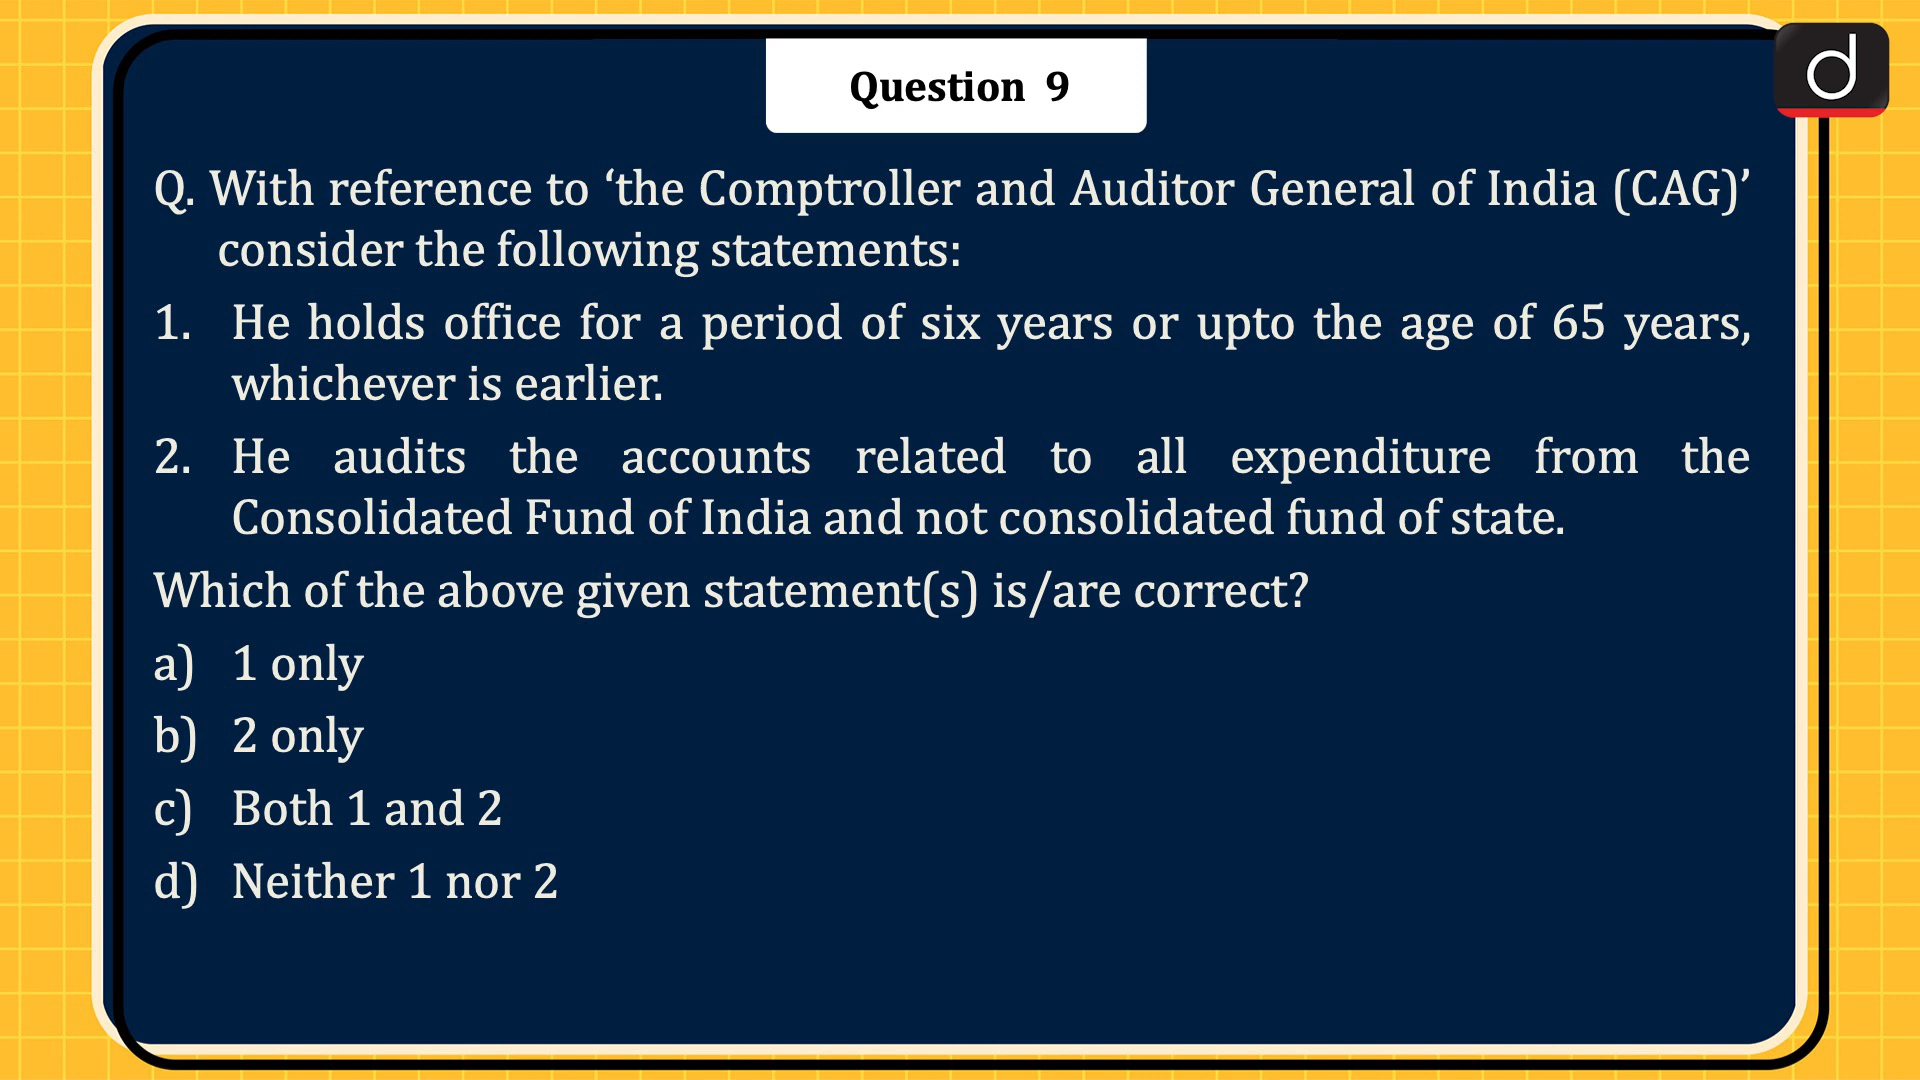 Question 9
d
Q. With reference to ‘the Comptroller and Auditor General of India (CAG)’
consider the following statements:
1. He holds office for a period of six years or upto the age of 65 years,
whichever is earlier.
2. He audits the accounts related to all expenditure from the
Consolidated Fund of India and not consolidated fund of state.
Which of the above given statement(s) is/are correct?
a) 1 only
b) 2 only
c) Both 1 and 2
d) Neither 1 nor 2